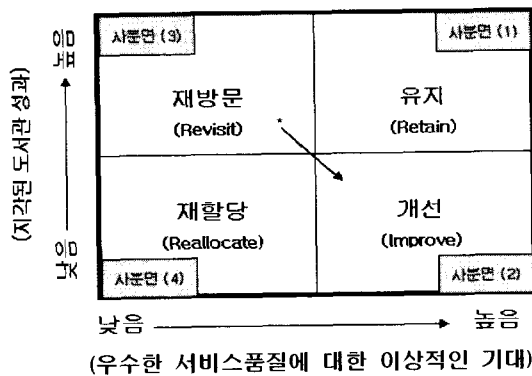 사분면 (3)
사분면 (1)
높음
재방문
(Revisit)
유지
(Retain)
(지각된 도서관 성과)
재할당
(Reallocate)
개선
(Improve)
낮음
사분면 (4)
사분면 (2)
낮음
높음
(우수한 서비스품질에 대한 이상적인 기대)